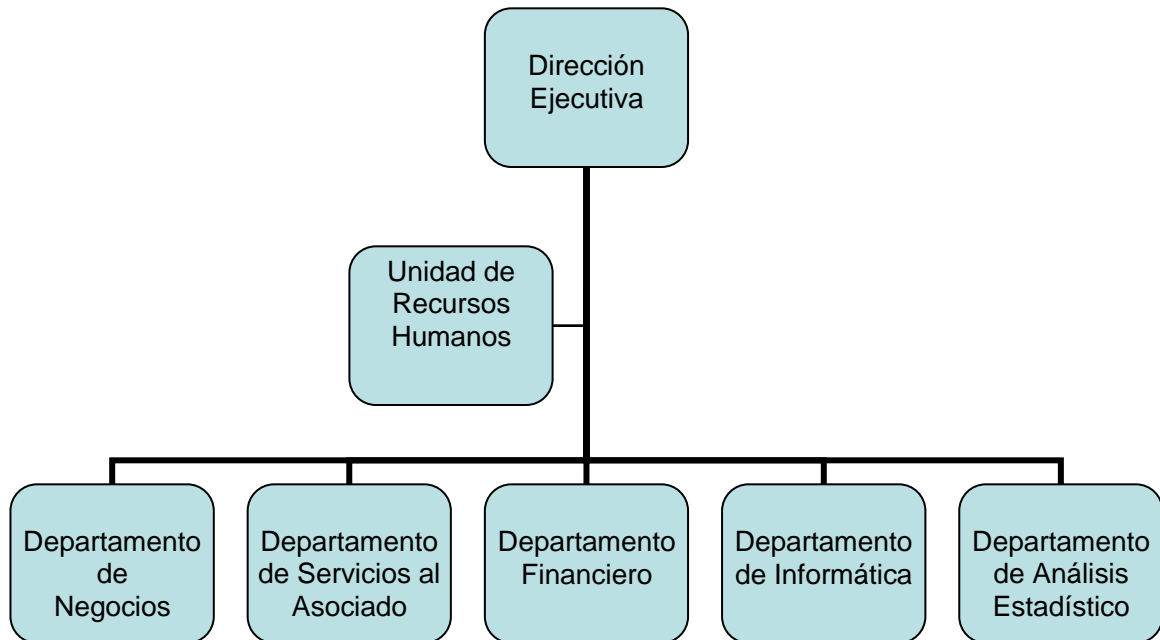 Dirección
Ejecutiva
Unidad de
Recursos
Humanos
Departamento
de
Negocios
Departamento
de Servicios al
Asociado
Departamento
Financiero
Departamento
de Informática
Departamento
de Análisis
Estadístico